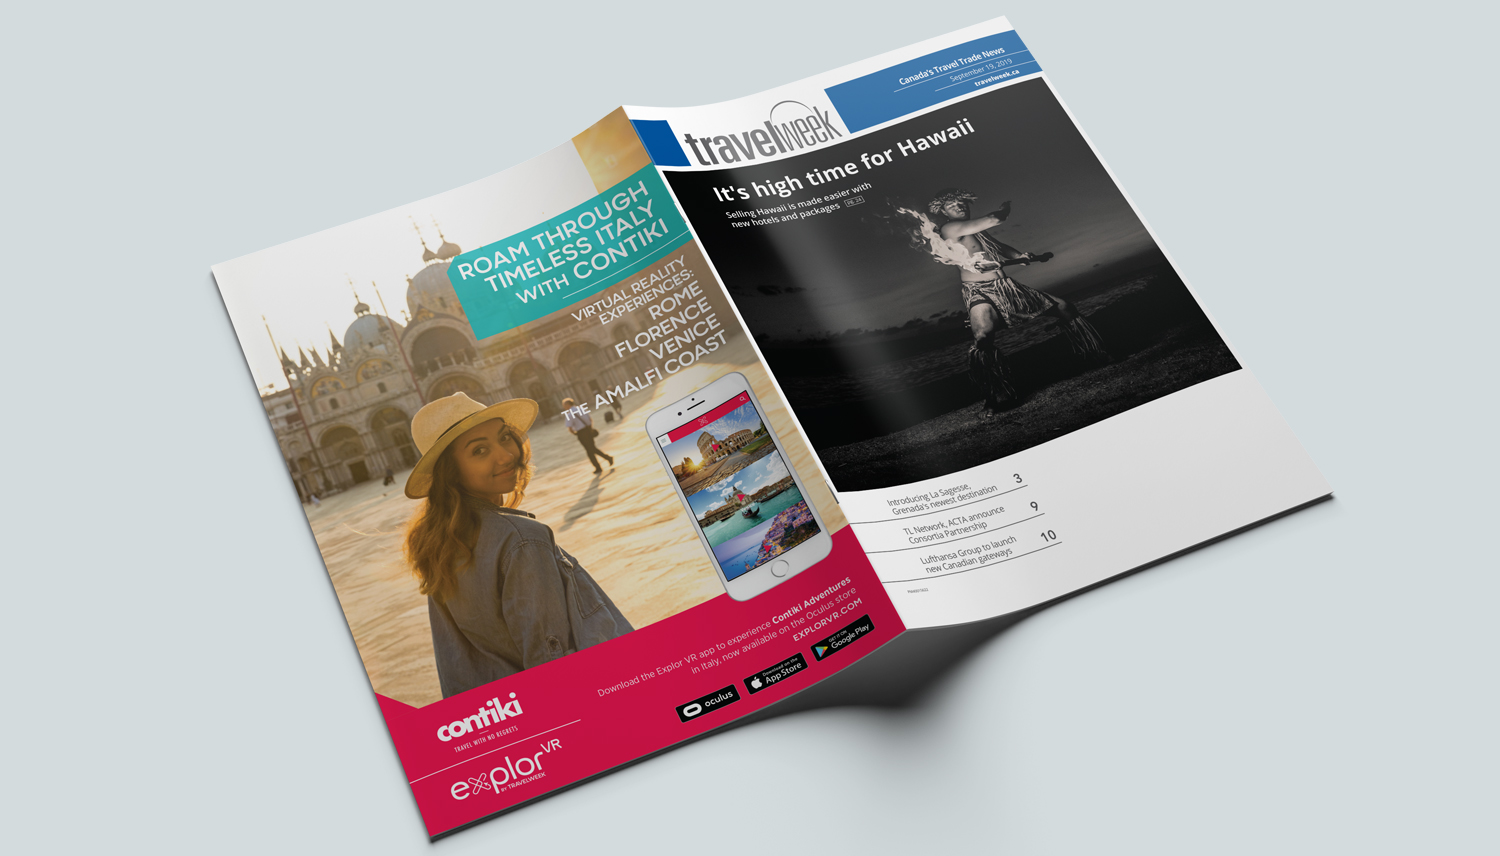 ROAM THROUGH
TIMELESS ITALY
WITH CONTIKI
VIRTUAL REALITY
EXPERIENCES:
ROME
FLORENCE
VENICE
THE AMALFI COAST
Download the Explor VR app to experience Contiki Adventures
in Italy, now available on the Oculus store
EXPLORVR.COM
oculus
Download on the
App Store
GET IT ON
Google Play
contiki
TRAVEL WITH NO REGRETS
explorVR
BY TRAVELWEEK
travelweek
Canada's Travel Trade News
September 19, 2019
travelweek.ca
It's high time for Hawaii
Selling Hawaii is made easier with
new hotels and packages PG. 24
Introducing La Sagesse,
Grenada's newest destination
3
TL Network, ACTA announce
Consortia Partnership
9
Lufthansa Group to launch
new Canadian gateways
10